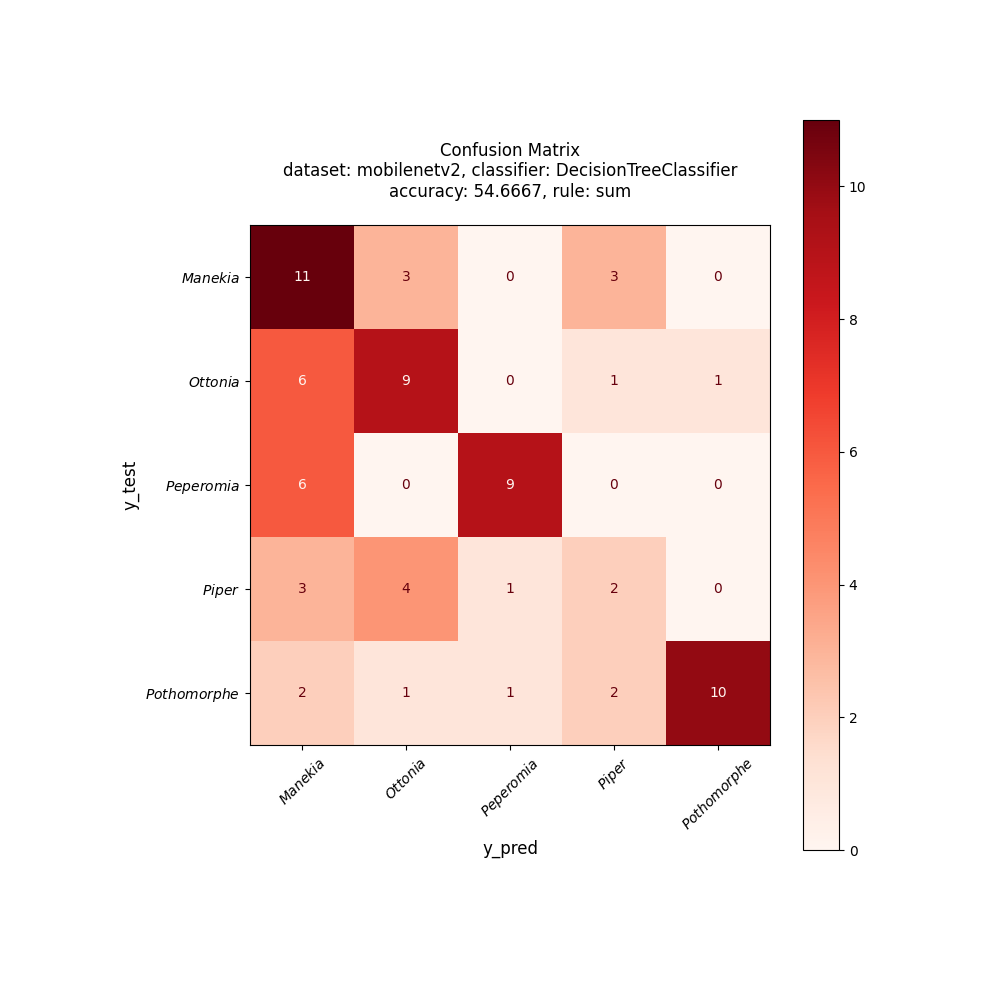 Confusion Matrix
dataset: mobilenetv2, classifier: DecisionTreeClassifier
accuracy: 54.6667, rule: sum
y_test
Manekia 11 3 0 3 0
Ottonia 6 9 0 1 1
Peperomia 6 0 9 0 0
Piper 3 4 1 2 0
Pothomorphe 2 1 1 2 10
Manekia Ottonia Peperomia Piper Pothomorphe
y_pred
10
8
6
4
2
0